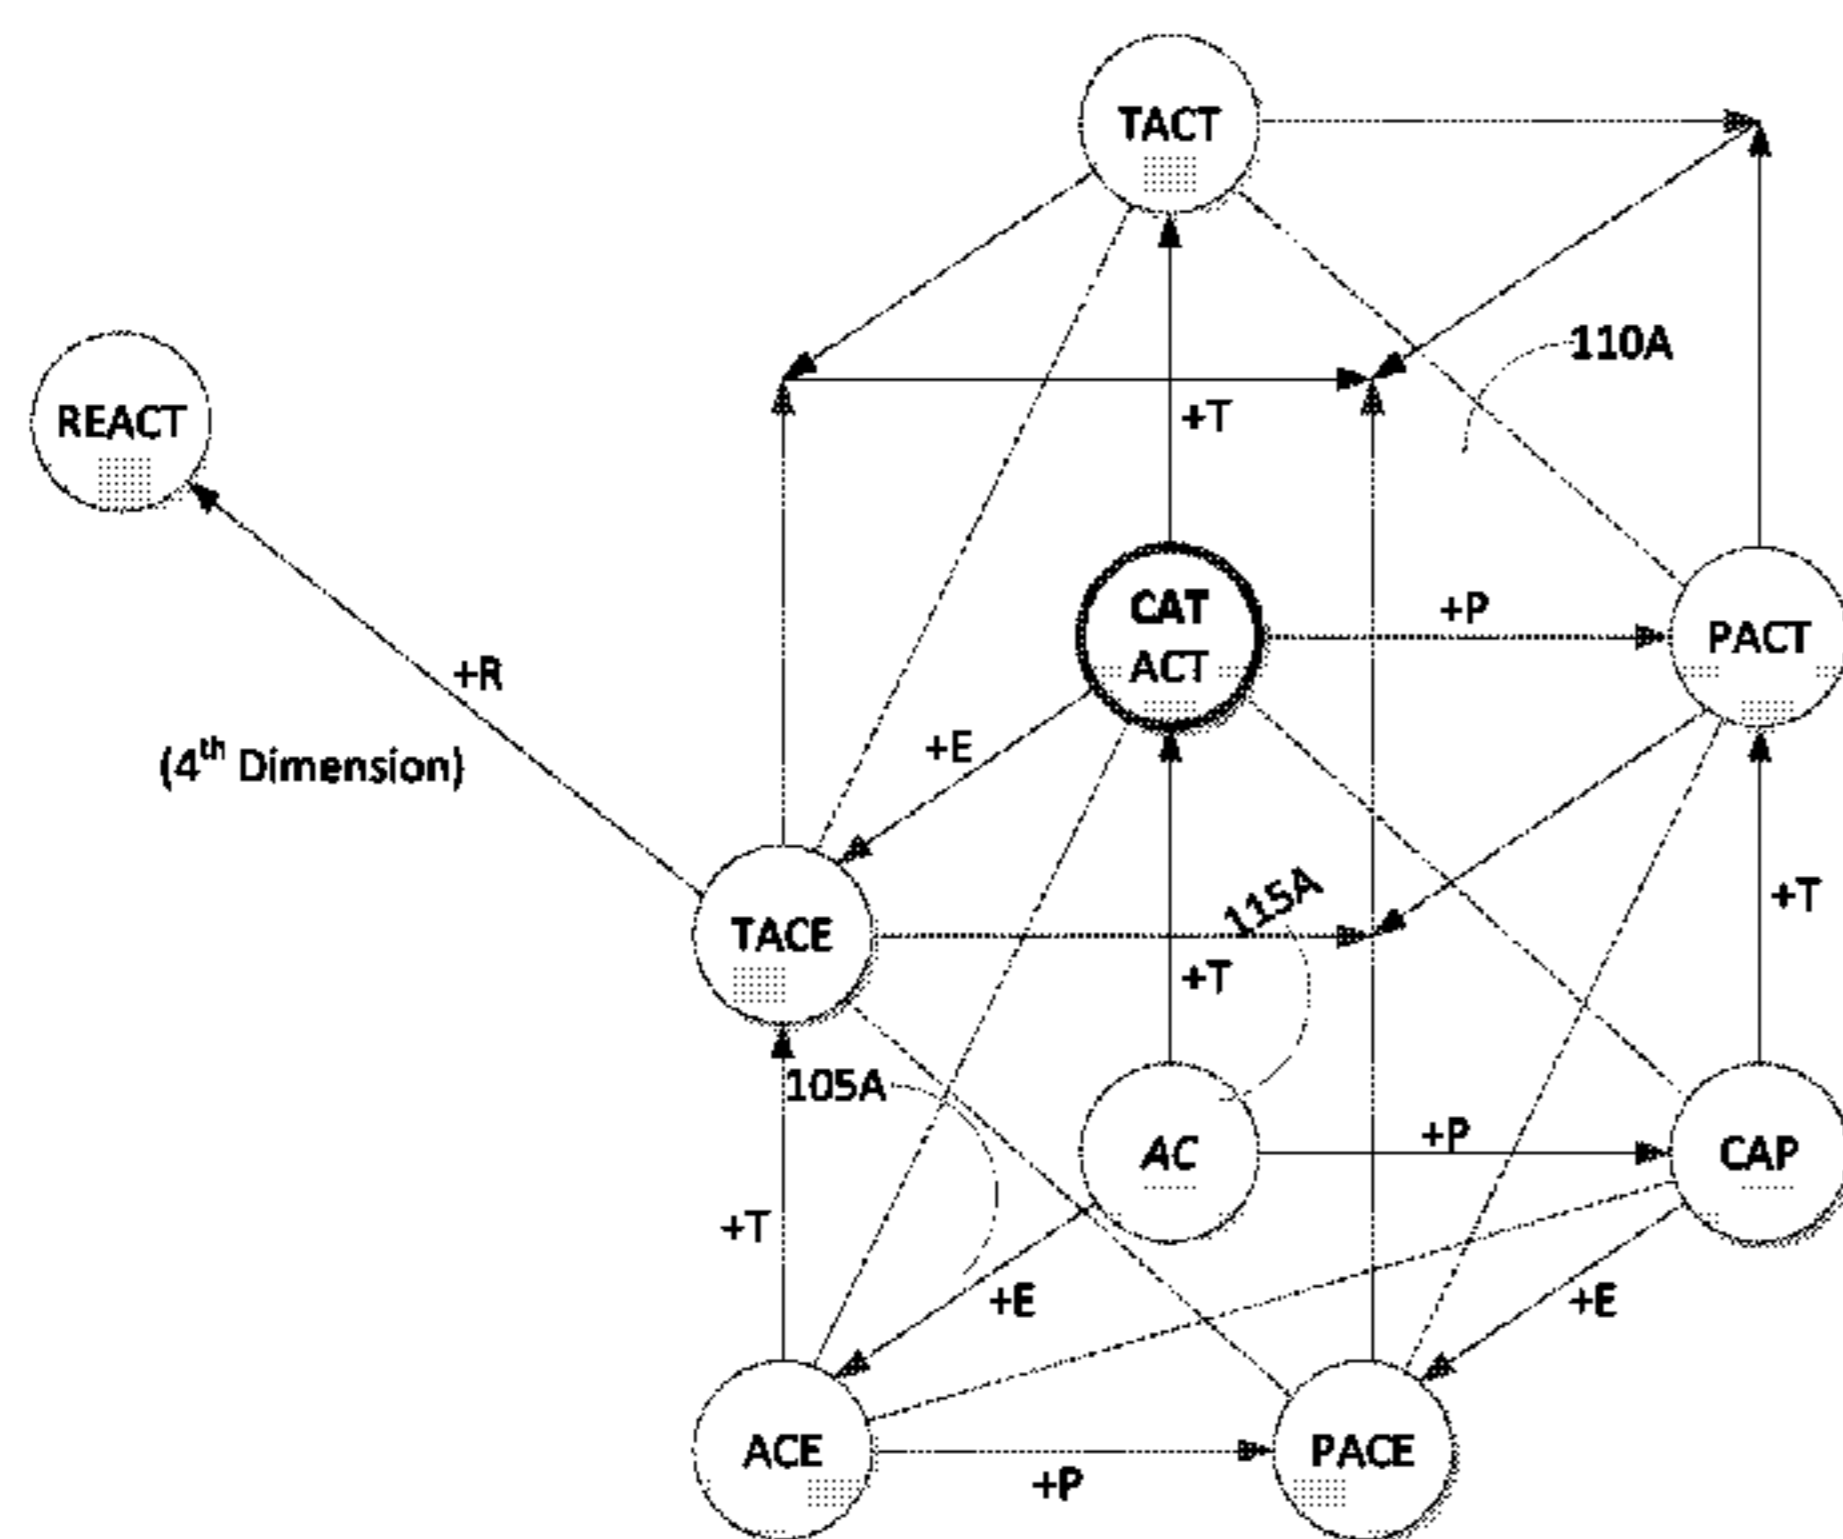 TACT
110A
REACT
+T
CAT
ACT
+P
PACT
+R
+E
(4th Dimension)
115A
+T
TACE
+T
105A
AC
+P
CAP
+T
+E
+E
ACE
+P
PACE